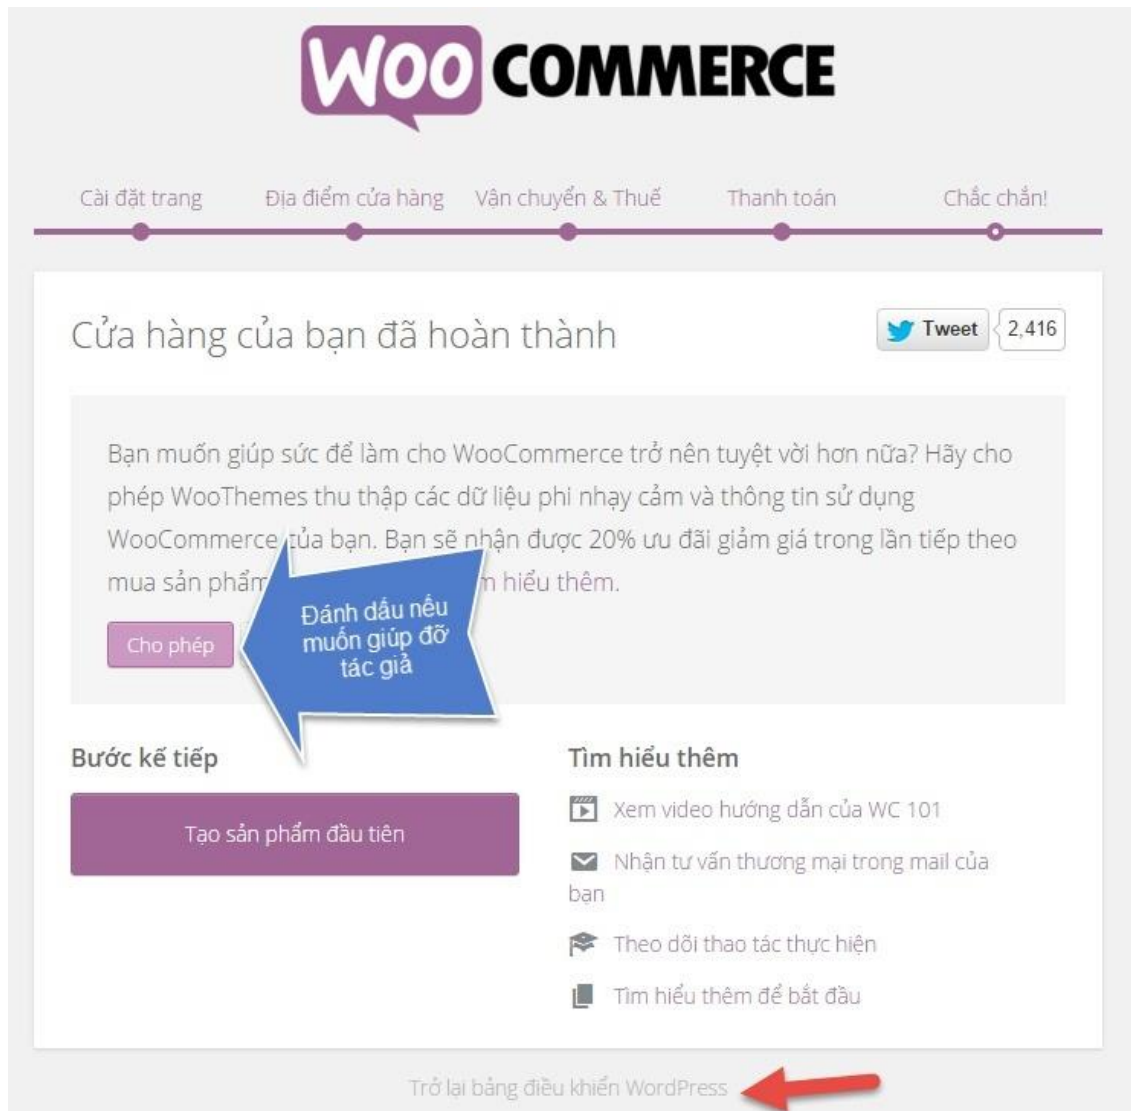 WOO COMMERCE
Cài đặt trang
Địa điểm cửa hàng
Vận chuyển & Thuế
Thanh toán
Chắc chắn!
Cửa hàng của bạn đã hoàn thành
Tweet
2,416
Bạn muốn giúp sức để làm cho WooCommerce trở nên tuyệt vời hơn nữa? Hãy cho
phép WooThemes thu thập các dữ liệu phi nhạy cảm và thông tin sử dụng
WooCommerce của bạn. Bạn sẽ nhận được 20% ưu đãi giảm giá trong lần tiếp theo
mua sản phẩm hiểu thêm.
Cho phép
Đánh dấu nếu
muốn giúp đỡ
tác giả
Bước kế tiếp
Tạo sản phẩm đầu tiên
Tìm hiểu thêm
Xem video hướng dẫn của WC 101
Nhận tư vấn thương mại trong mail của
bạn
Theo dõi thao tác thực hiện
Tìm hiểu thêm để bắt đầu
Trở lại bảng điều khiển WordPress